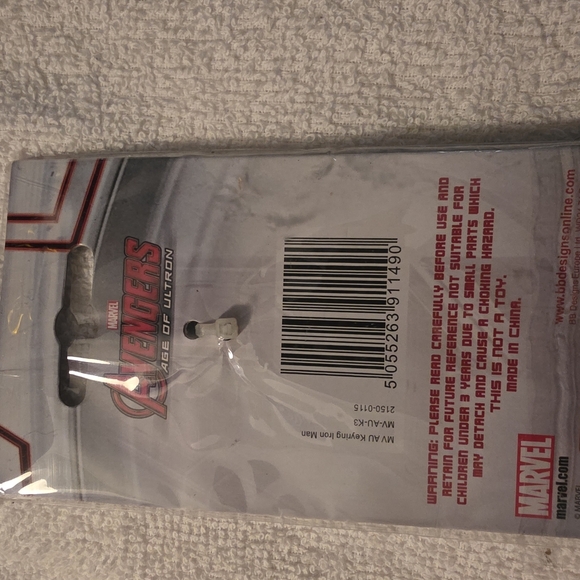 MARVEL
AVENGERS
AGE OF ULTRON
5 055263 911490
2150-0115
MV-AU-K3
MV AU Keyring Iron Man
WARNING: PLEASE READ CAREFULLY BEFORE USE AND
RETAIN FOR FUTURE REFERENCE NOT SUITABLE FOR
CHILDREN UNDER 3 YEARS DUE TO SMALL PARTS WHICH
MAY DETACH AND CAUSE A CHOKING HAZARD.
THIS IS NOT A TOY.
MADE IN CHINA.
MARVEL
marvel.com
© MARVEL
www.ubdesignsonline.com